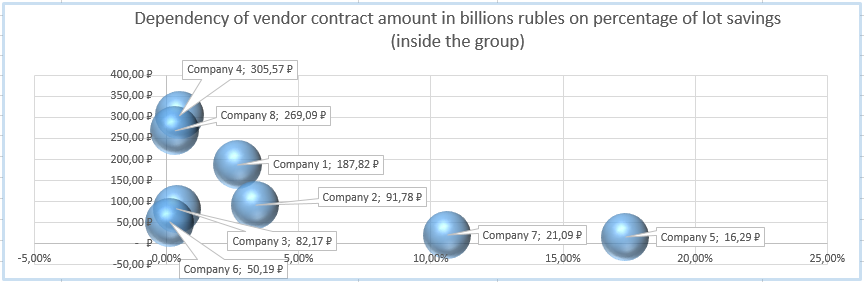 Dependency of vendor contract amount in billions rubles on percentage of lot savings
(inside the group)
400,00 ₽
350,00 ₽
300,00 ₽
250,00 ₽
200,00 ₽
150,00 ₽
100,00 ₽
50,00 ₽
- ₽
-50,00 ₽
Company 4; 305,57 ₽
Company 8; 269,09 ₽
Company 1; 187,82 ₽
Company 2; 91,78 ₽
Company 3; 82,17 ₽
Company 7; 21,09 ₽
Company 5; 16,29 ₽
Company 6; 50,19 ₽
-5,00%
0,00%
5,00%
10,00%
15,00%
20,00%
25,00%